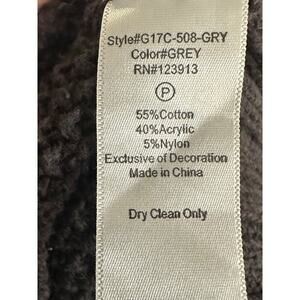 Style#G17C-508-GRY
Color#GREY
RN#123913
P
55%Cotton
40%Acrylic
5%Nylon
Exclusive of Decoration
Made in China
Dry Clean Only